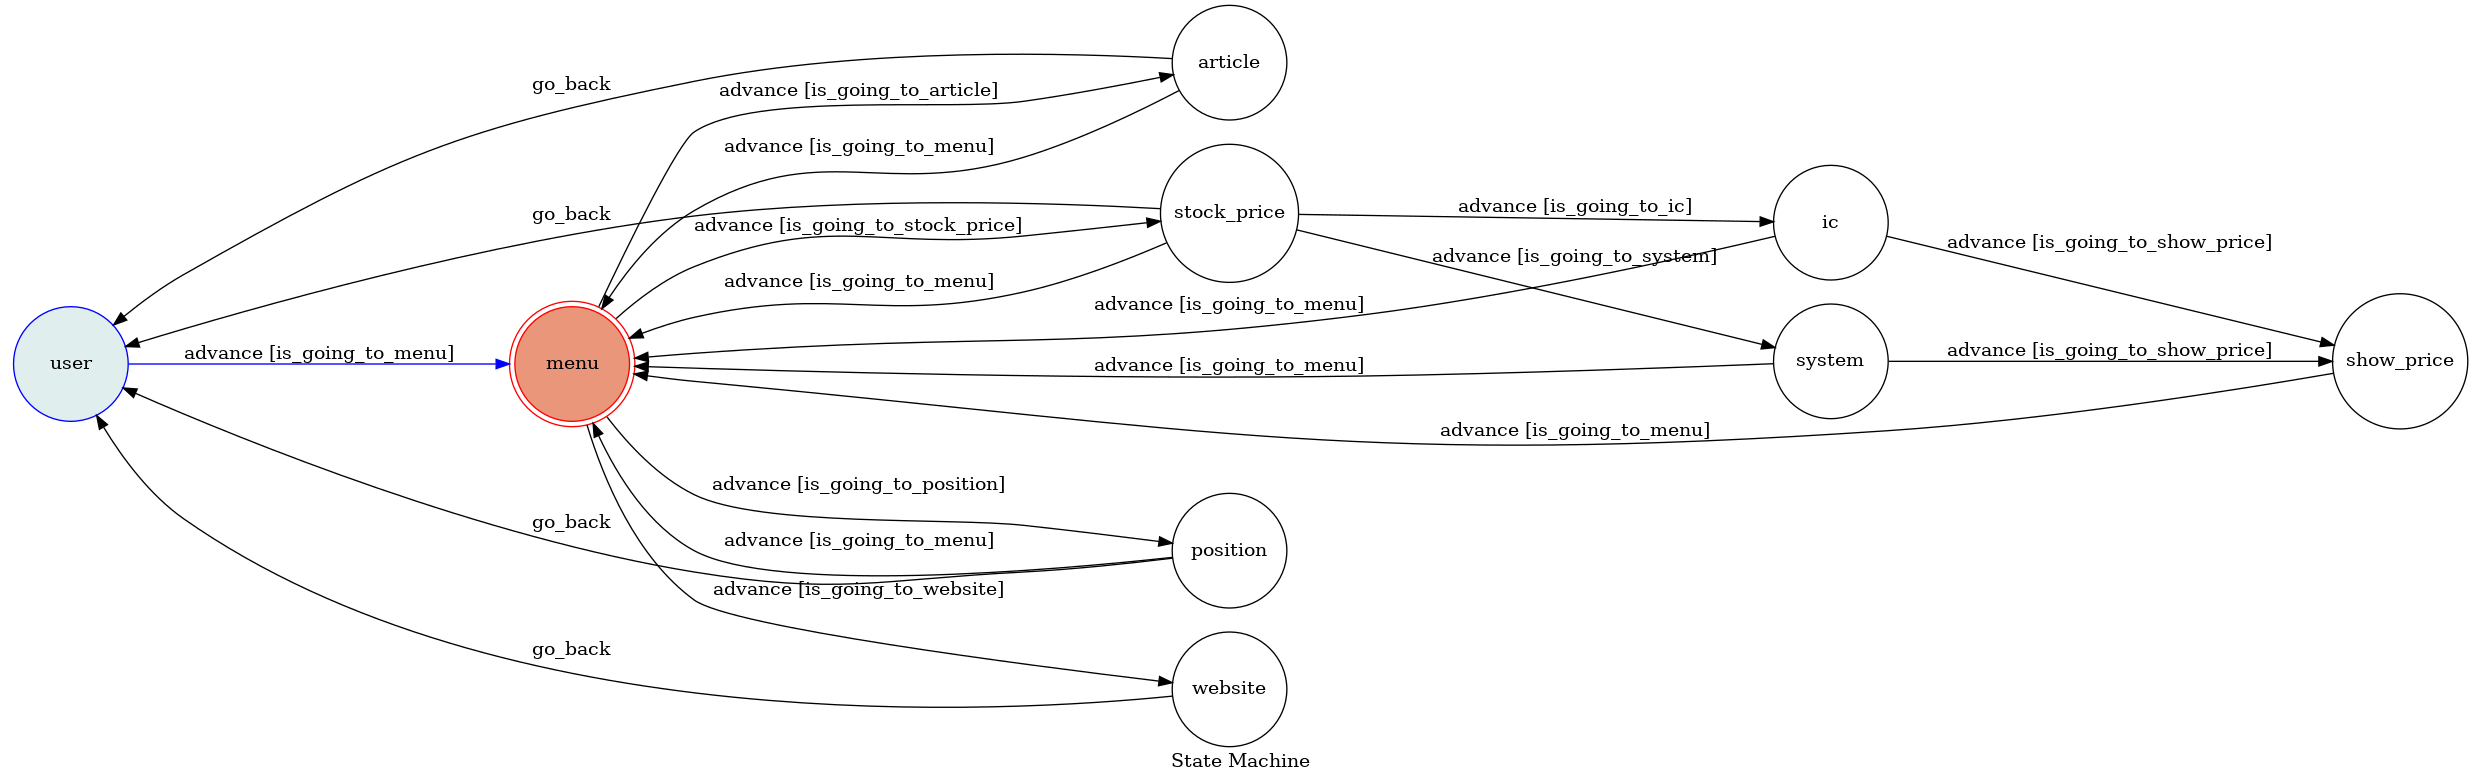 article
go_back
advance [is_going_to_article]
advance [is_going_to_menu]
stock_price
go_back
advance [is_going_to_ic]
ic
advance [is_going_to_stock_price]
advance [is_going_to_show_price]
advance [is_going_to_system]
advance [is_going_to_menu]
advance [is_going_to_menu]
user
advance [is_going_to_menu]
menu
advance [is_going_to_menu]
system
advance [is_going_to_show_price]
show_price
advance [is_going_to_menu]
advance [is_going_to_position]
go_back
advance [is_going_to_menu]
position
advance [is_going_to_website]
go_back
website
State Machine